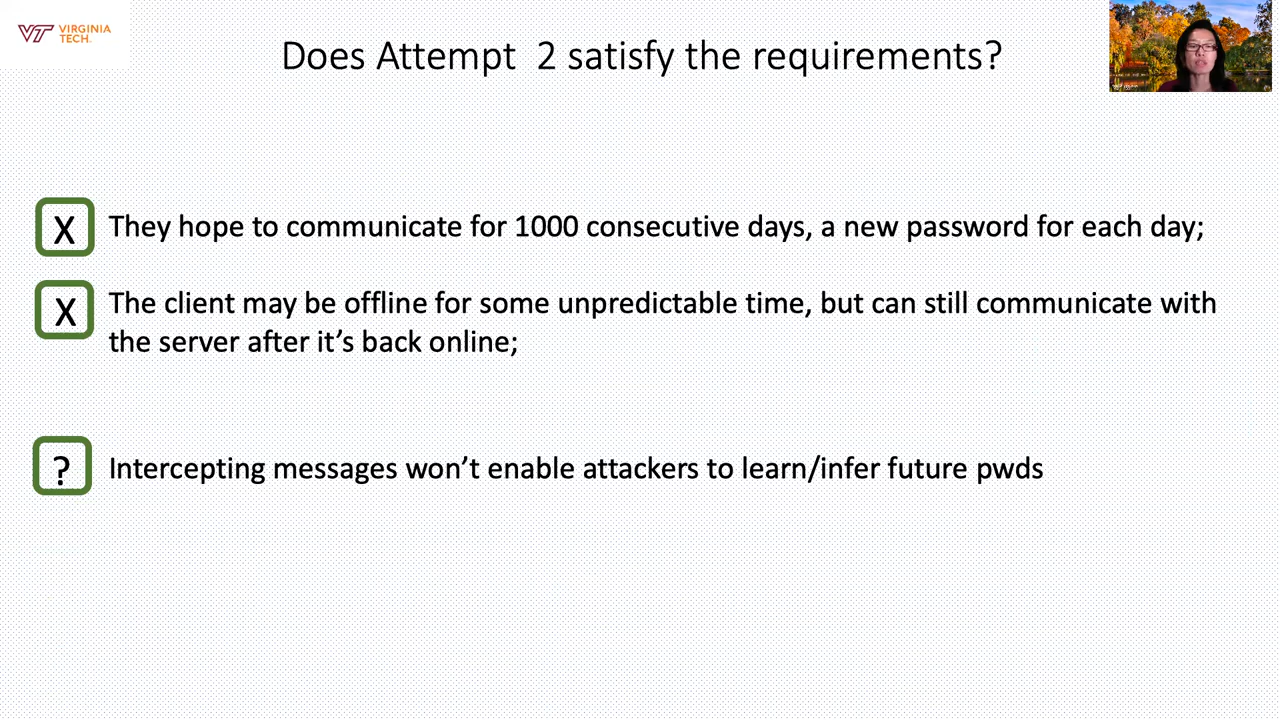 VIRGINIA
TECH
Does Attempt 2 satisfy the requirements?
X
They hope to communicate for 1000 consecutive days, a new password for each day;
X
The client may be offline for some unpredictable time, but can still communicate with
the server after it's back online;
?
Intercepting messages won't enable attackers to learn/infer future pwds